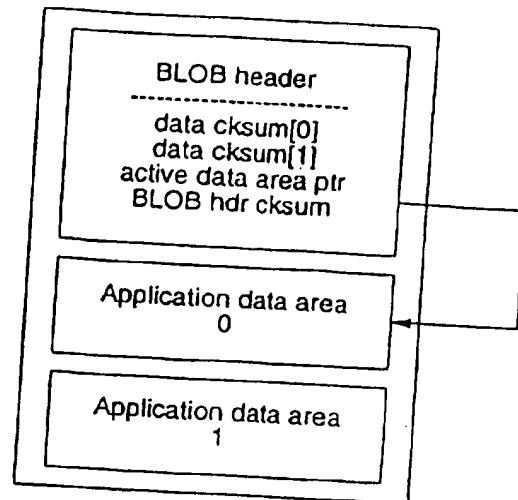 BLOB header
data cksum[0]
data cksum[1]
active data area ptr
BLOB hdr cksum
Application data area
0
Application data area
1